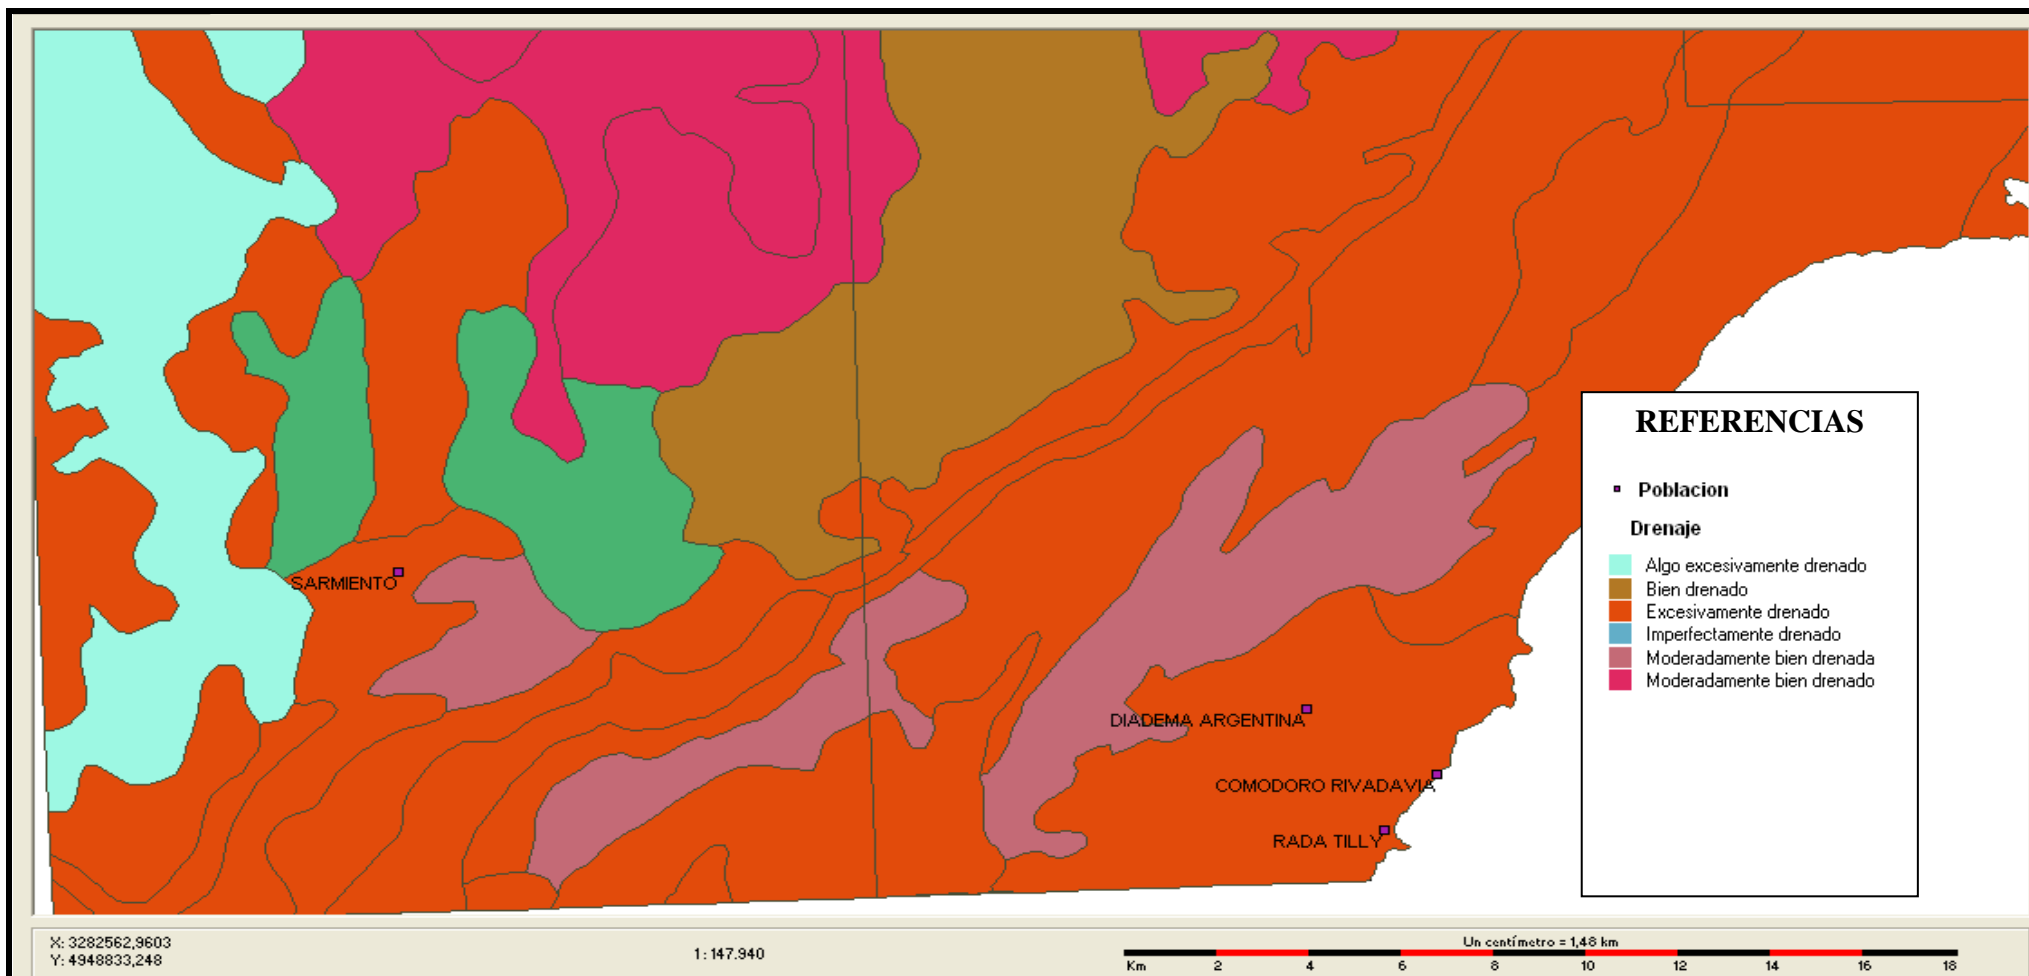 REFERENCIAS
Poblacion
Drenaje
Algo excesivamente drenado
Bien drenado
Excesivamente drenado
Imperfectamente drenado
Moderadamente bien drenada
Moderadamente bien drenado
SARMIENTO
DIADEMA ARGENTINA
COMODORO RIVADAVIA
RADA TILLY
X: 3282562,9603
Y: 4948833,248
1: 147.940
Un centímetro = 1,48 km
Km 2 4 6 8 10 12 14 16 18